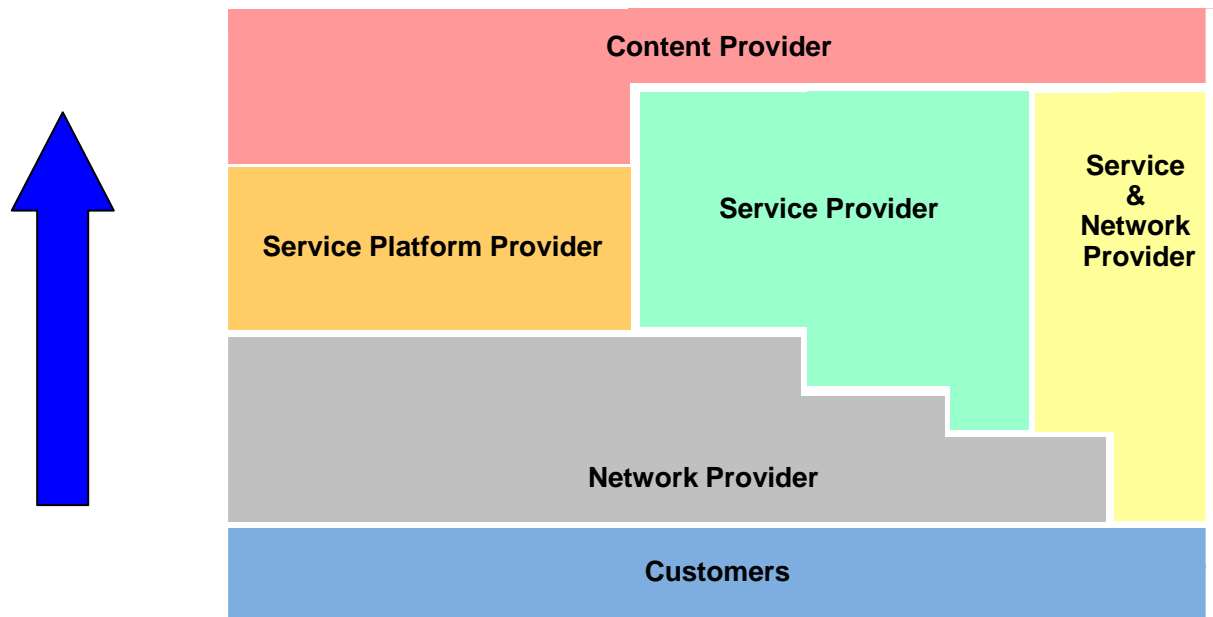 Content Provider
Service Platform Provider
Service Provider
Service
&
Network
Provider
Network Provider
Customers